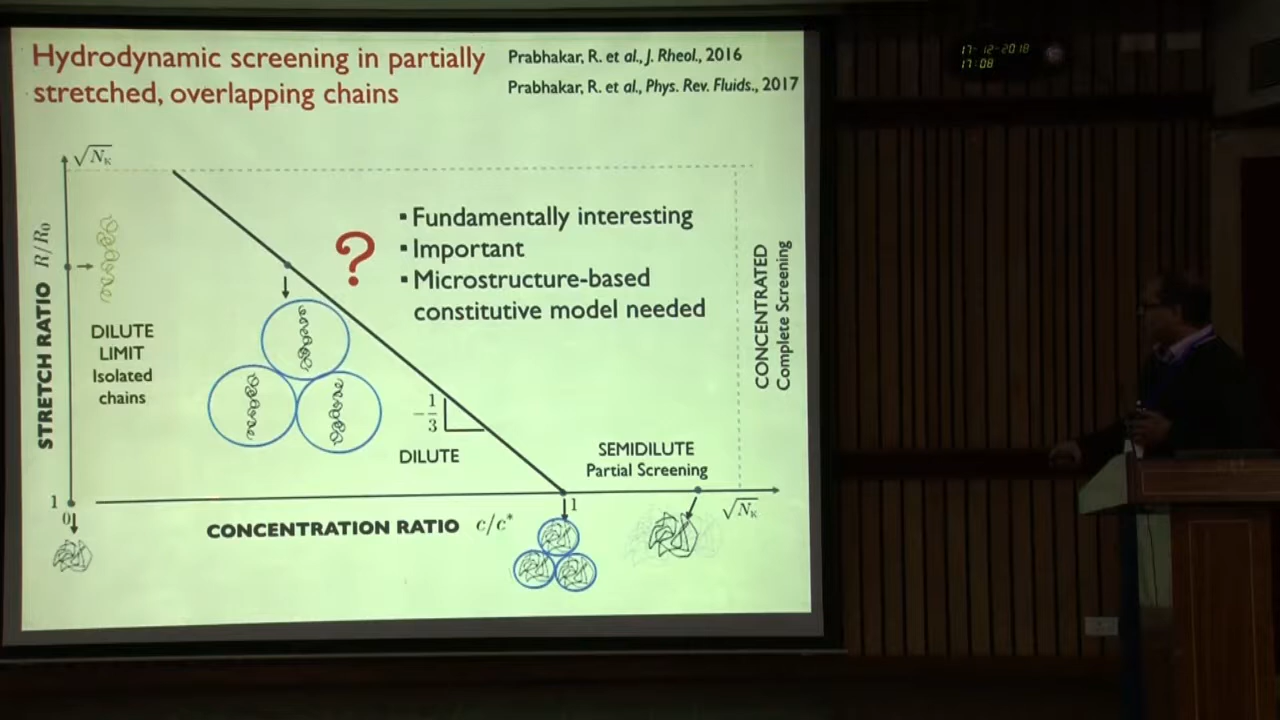 Hydrodynamic screening in partially
stretched, overlapping chains
Prabhakar, R. et al., J. Rheol., 2016
Prabhakar, R. et al., Phys. Rev. Fluids., 2017
17-12-2018
17:08
√N_K
STRETCH RATIO R/R₀
▪ Fundamentally interesting
▪ Important
▪ Microstructure-based
constitutive model needed
?
DILUTE
LIMIT
Isolated
chains
CONCENTRATED
Complete Screening
-1/3
DILUTE
SEMIDILUTE
Partial Screening
1
0
1
√N_K
CONCENTRATION RATIO c/c*